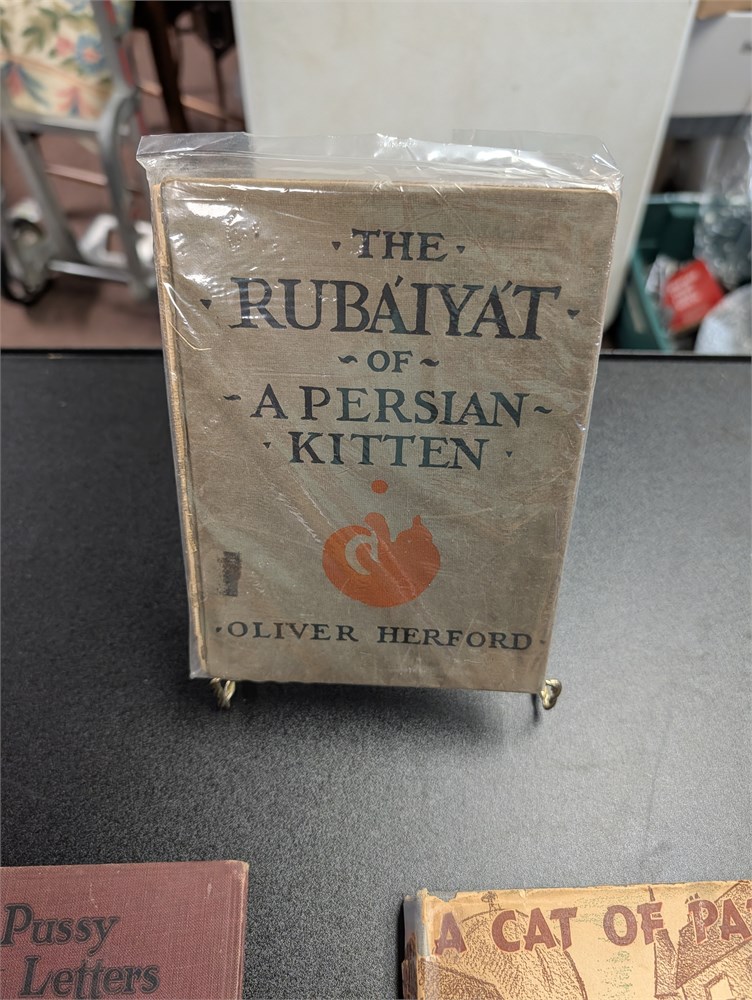 THE
RUBÁIYÁT
~OF~
~A PERSIAN~
KITTEN
OLIVER HERFORD
Pussy
Letters
A CAT OF